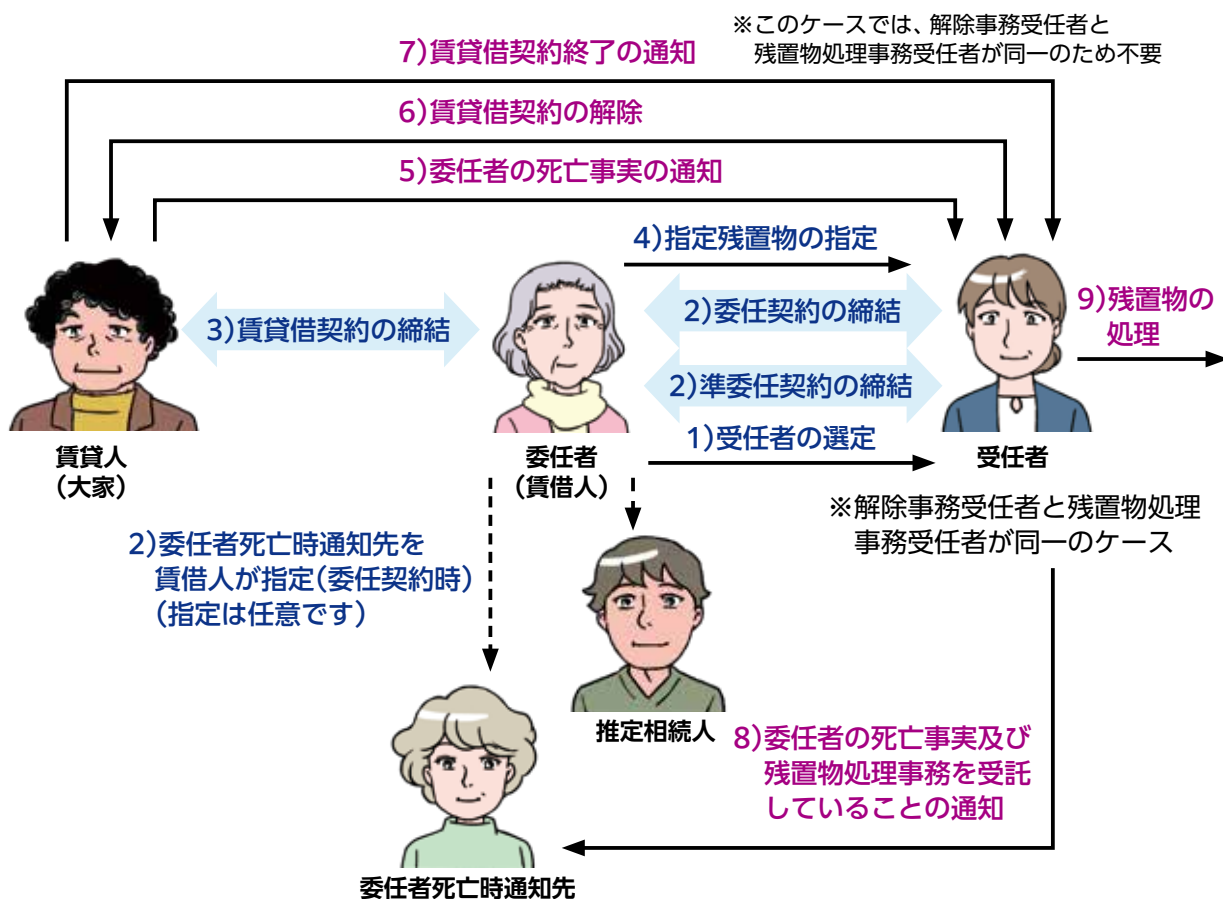 ※このケースでは、解除事務受任者と
残置物処理事務受任者が同一のため不要
7)賃貸借契約終了の通知
6)賃貸借契約の解除
5)委任者の死亡事実の通知
4)指定残置物の指定
3)賃貸借契約の締結
2)委任契約の締結
2)準委任契約の締結
1)受任者の選定
9)残置物の
処理
賃貸人
(大家)
委任者
(賃借人)
受任者
※解除事務受任者と残置物処理
事務受任者が同一のケース
2)委任者死亡時通知先を
賃借人が指定(委任契約時)
(指定は任意です)
推定相続人
8)委任者の死亡事実及び
残置物処理事務を受託
していることの通知
委任者死亡時通知先